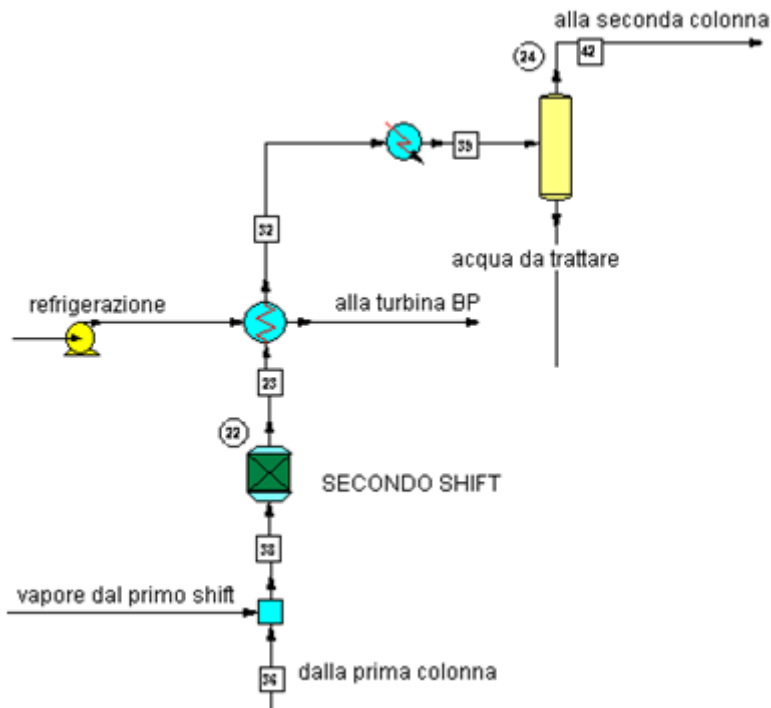 alla seconda colonna
24
42
39
32
acqua da trattare
refrigerazione
alla turbina BP
23
22
SECONDO SHIFT
38
vapore dal primo shift
36
dalla prima colonna